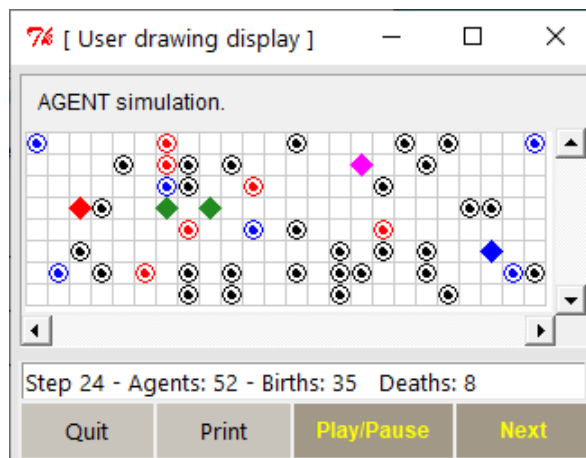 [ User drawing display ]
AGENT simulation.
Step 24 - Agents: 52 - Births: 35 Deaths: 8
Quit Print Play/Pause Next